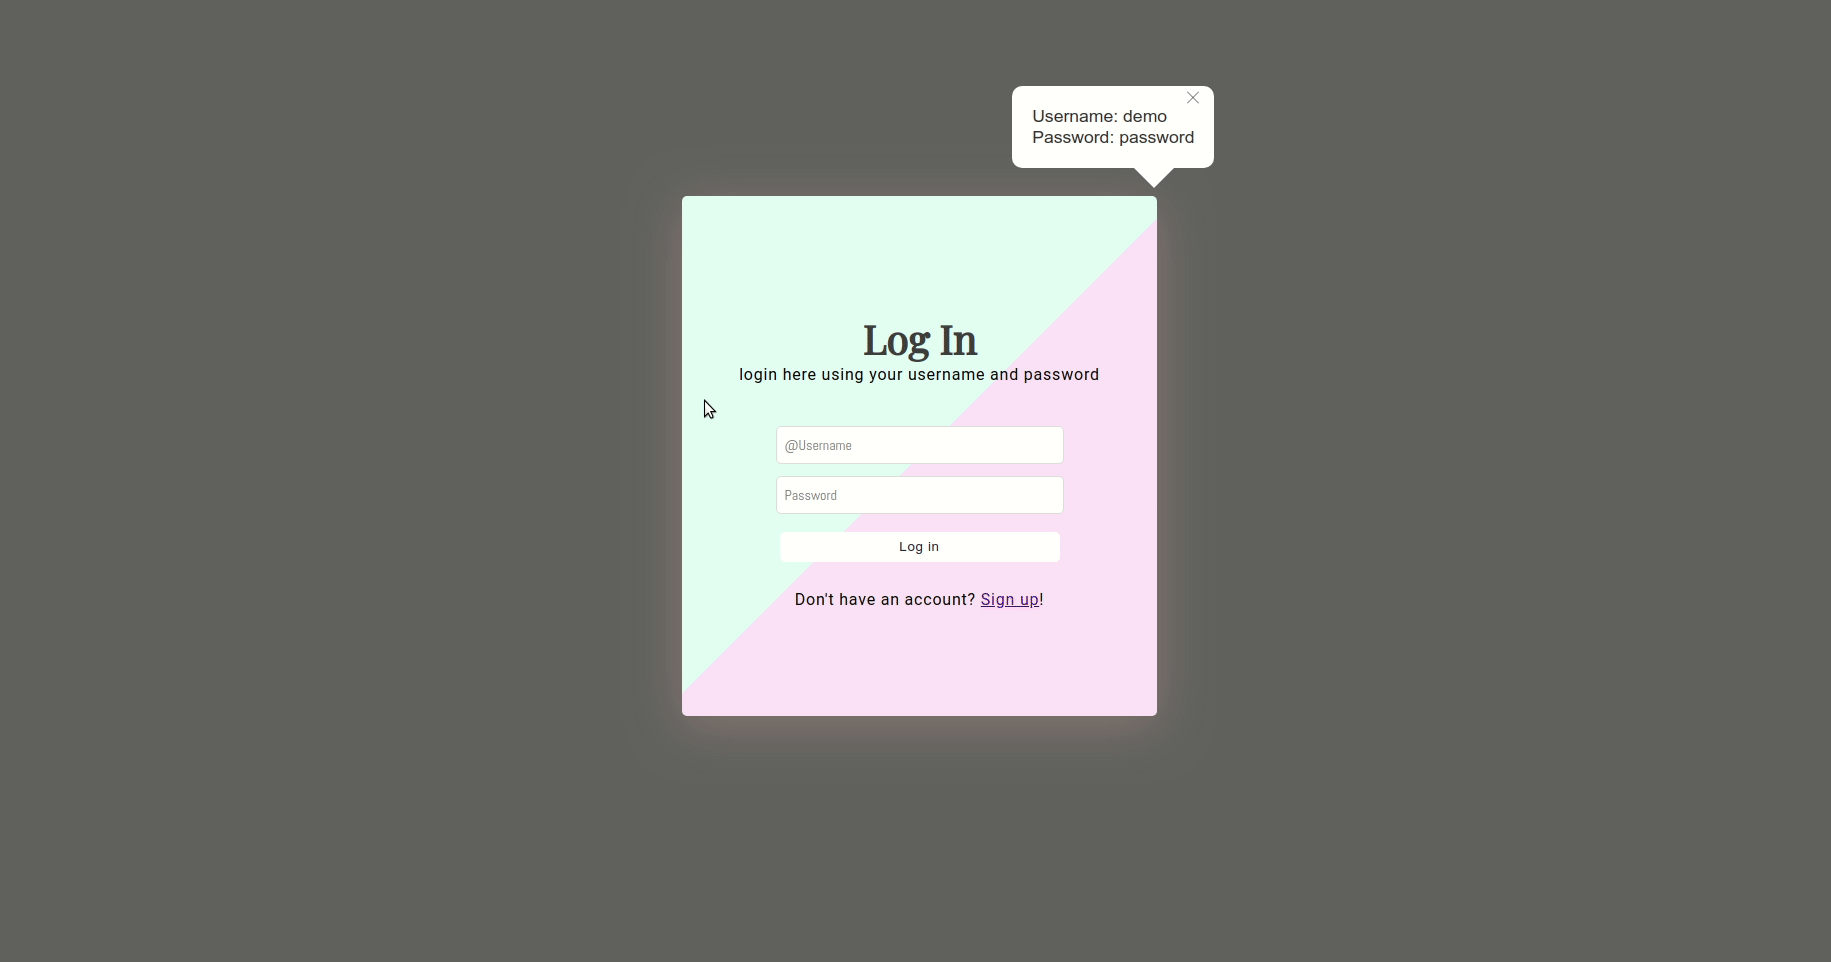 Username: demo
Password: password
Log In
login here using your username and password
@Username
Password
Log in
Don't have an account? Sign up!